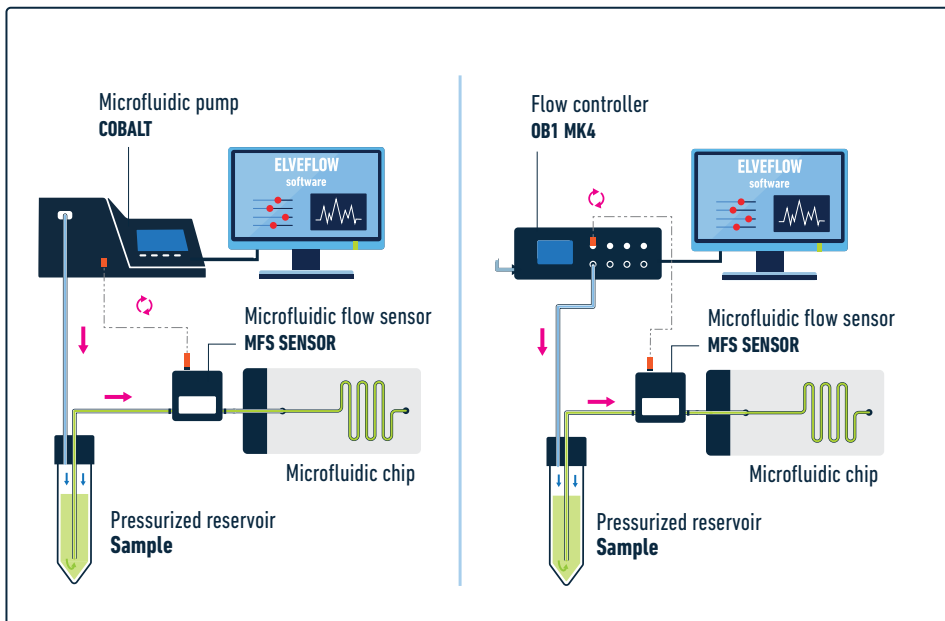 Microfluidic pump
COBALT
ELVEFLOW
software
Microfluidic flow sensor
MFS SENSOR
Microfluidic chip
Pressurized reservoir
Sample
Flow controller
OB1 MK4
ELVEFLOW
software
Microfluidic flow sensor
MFS SENSOR
Microfluidic chip
Pressurized reservoir
Sample